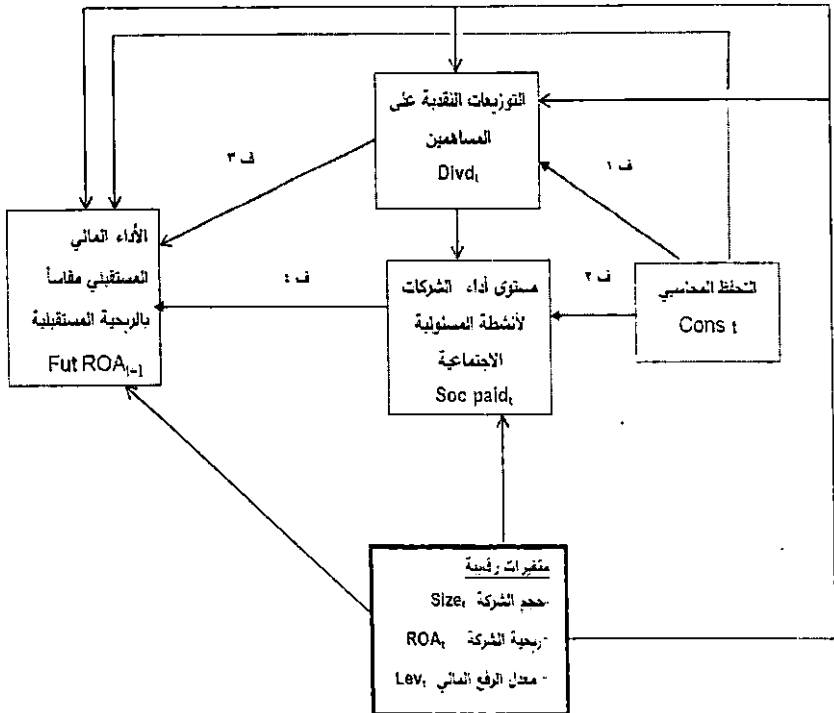 التوزيعات النقدية على
المساهمين
Divdₜ
ف ١
ف ٣
الأداء المالي
المستقبلي مقاساً
بالربحية المستقبلية
Fut ROAₜ₋₁
ف ٤
مستوى أداء الشركات
لأنشطة المسئولية
الاجتماعية
Soc paidₜ
ف ٢
التحفظ المحاسبي
Cons ₜ
متغيرات رقابية
-حجم الشركة Sizeₜ
-ربحية الشركة ROAₜ
- معدل الرفع المالي Levₜ